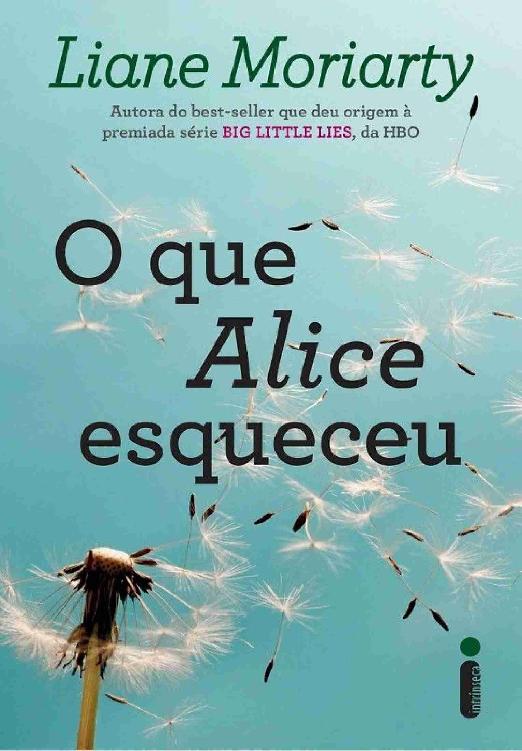 Liane Moriarty
Autora do best-seller que deu origem à
premiada série BIG LITTLE LIES, da HBO
O que
Alice
esqueceu
intrínseca